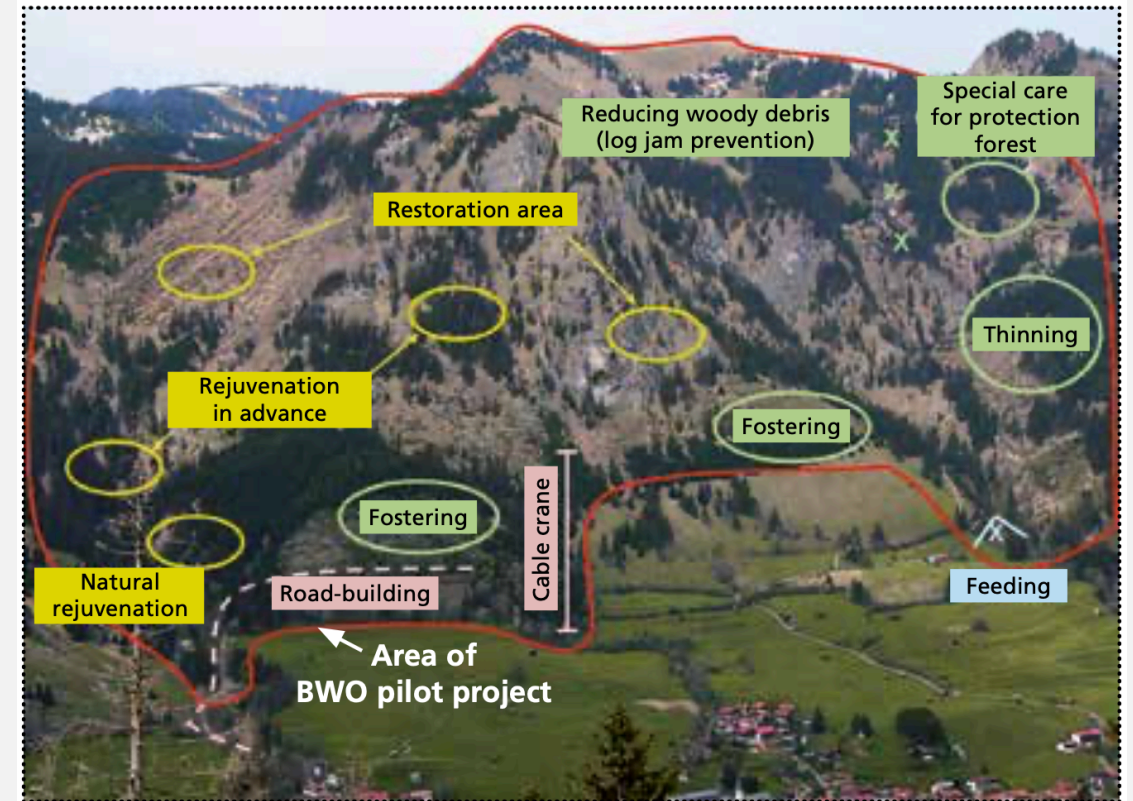 Special care
for protection
forest
Reducing woody debris
(log jam prevention)
X
X
X
Restoration area
Thinning
Rejuvenation
in advance
Fostering
Fostering
Cable crane
X
Natural
rejuvenation
Road-building
Feeding
Area of
BWO pilot project